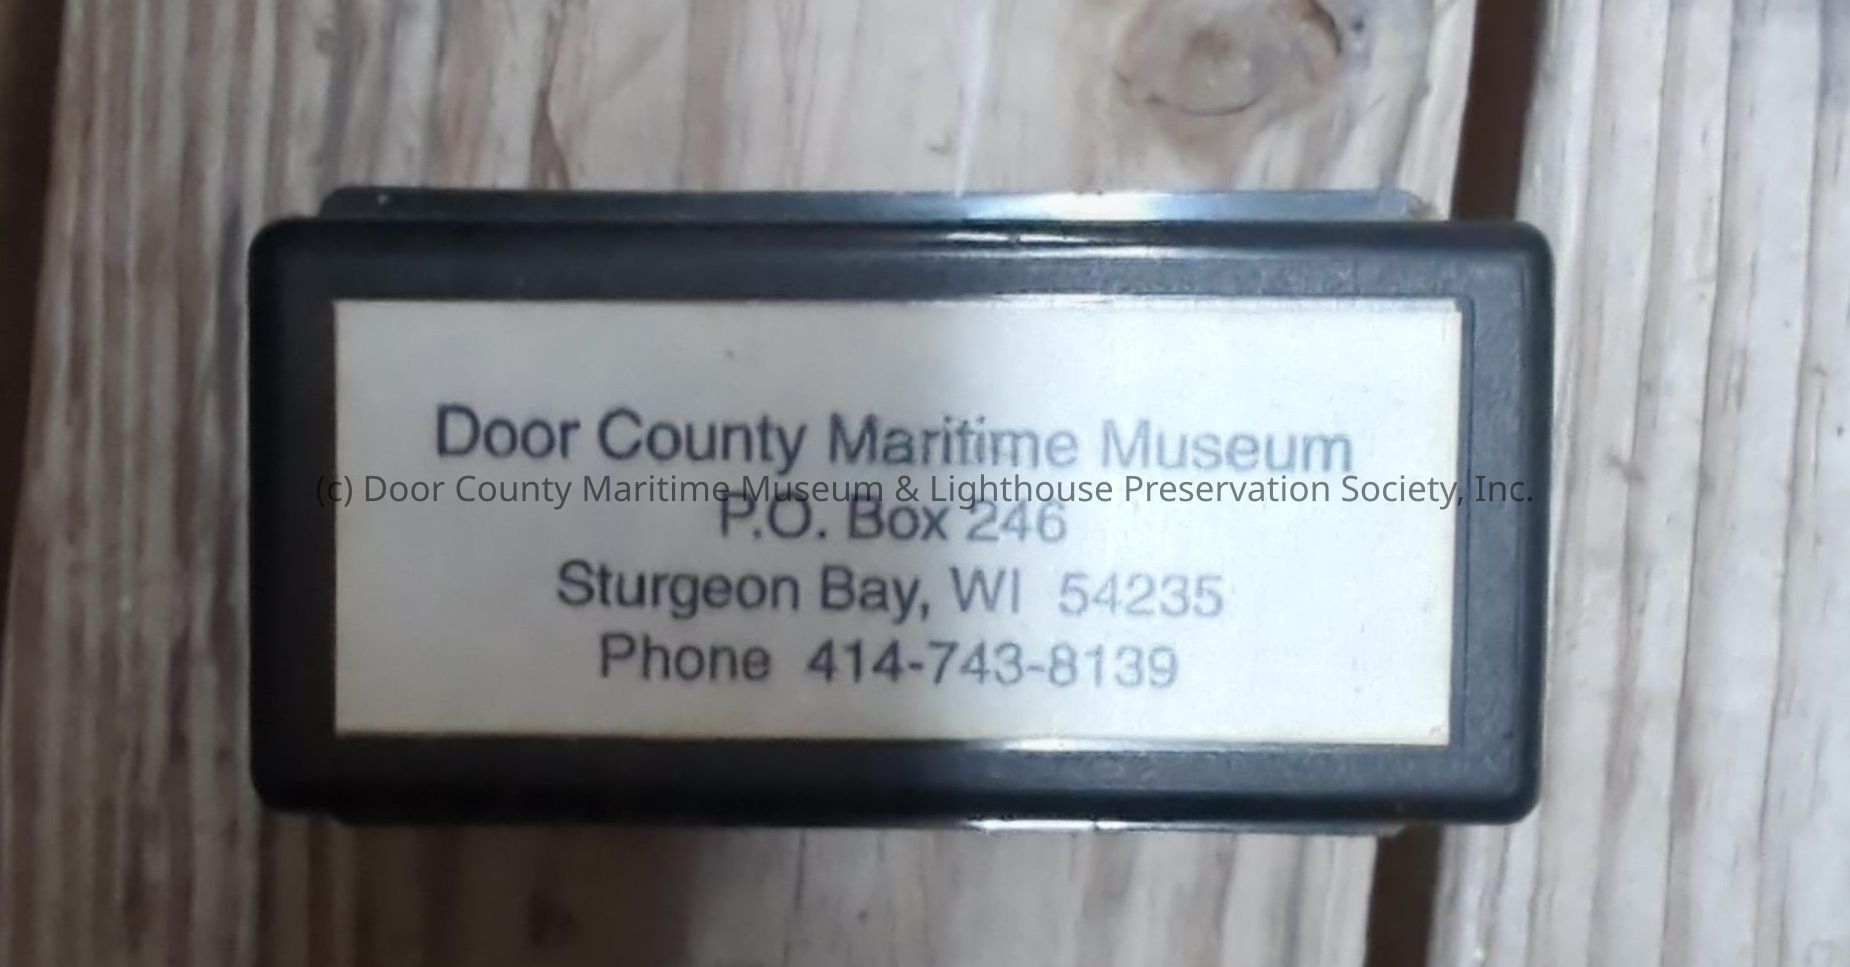 Door County Maritime Museum
(c) Door County Maritime Museum & Lighthouse Preservation Society, Inc.
P.O. Box 246
Sturgeon Bay, WI 54235
Phone 414-743-8139